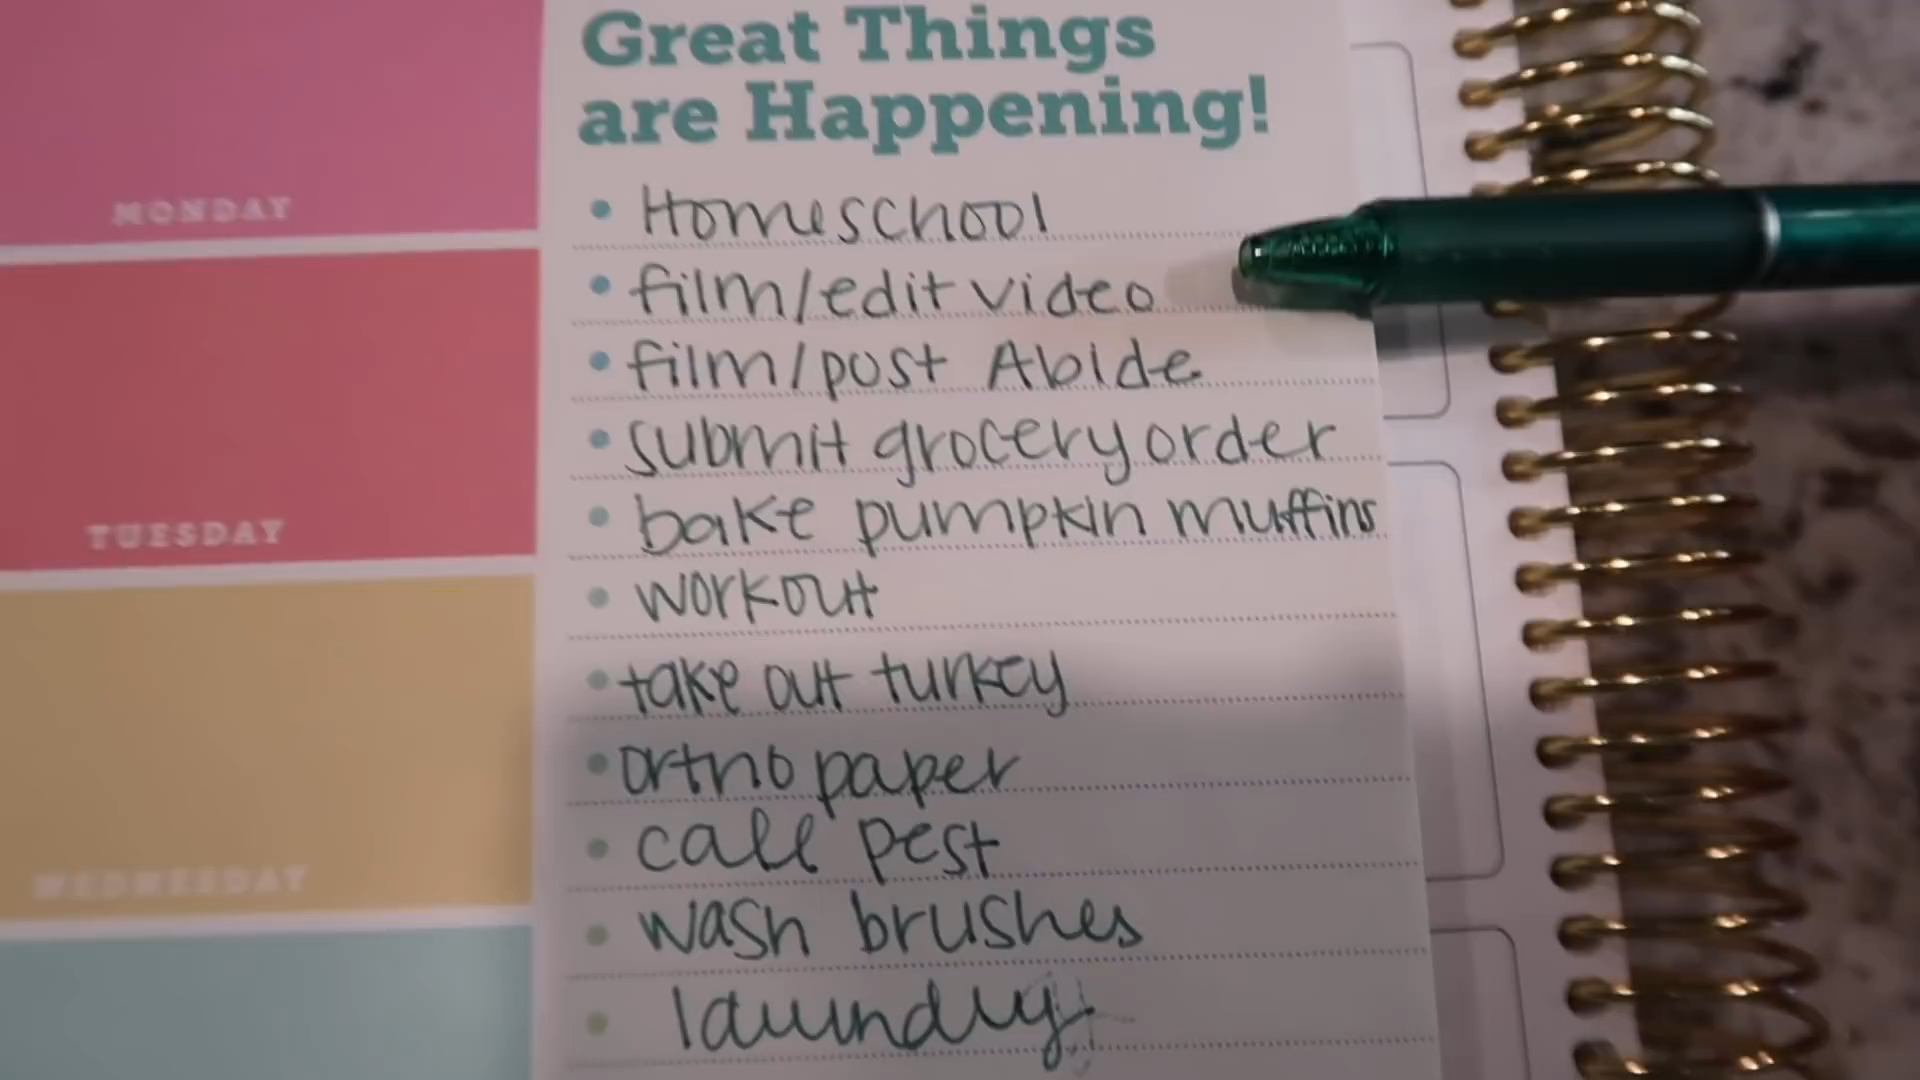 Great Things
are Happening!
MONDAY
• Homeschool
• film/edit video
• film/post Abide
• submit grocery order
TUESDAY
• bake pumpkin muffins
• workout
• take out turkey
• ortho paper
WEDNESDAY
• call pest
• wash brushes
• laundry